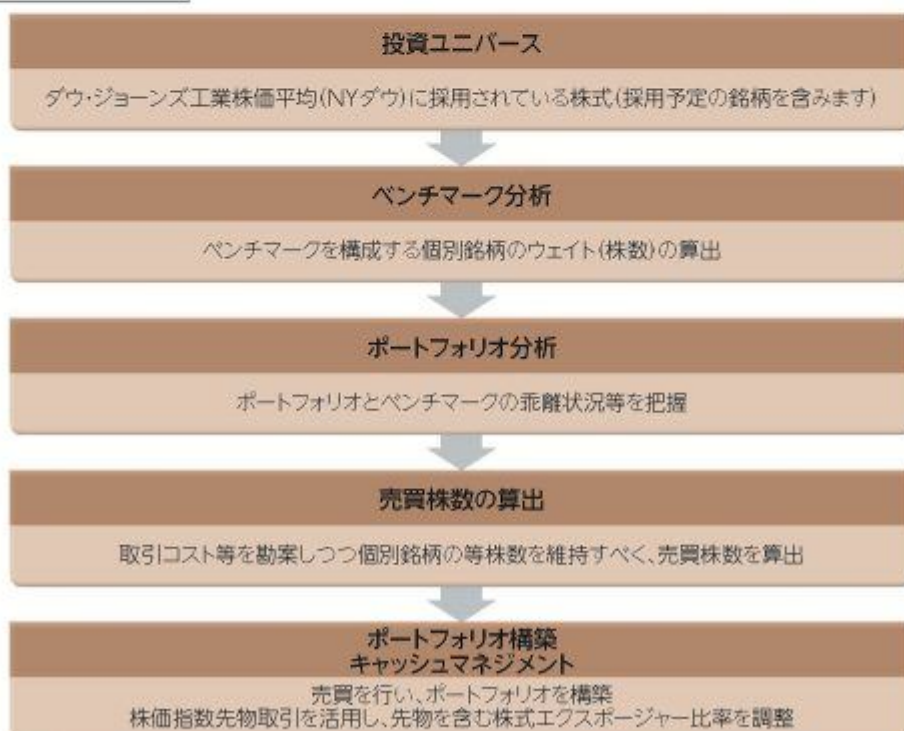 投資ユニバース
ダウ・ジョーンズ工業株価平均(NYダウ)に採用されている株式(採用予定の銘柄を含みます)
ベンチマーク分析
ベンチマークを構成する個別銘柄のウェイト(株数)の算出
ポートフォリオ分析
ポートフォリオとベンチマークの乖離状況等を把握
売買株数の算出
取引コスト等を勘案しつつ個別銘柄の等株数を維持すべく、売買株数を算出
ポートフォリオ構築
キャッシュマネジメント
売買を行い、ポートフォリオを構築
株価指数先物取引を活用し、先物を含む株式エクスポージャー比率を調整